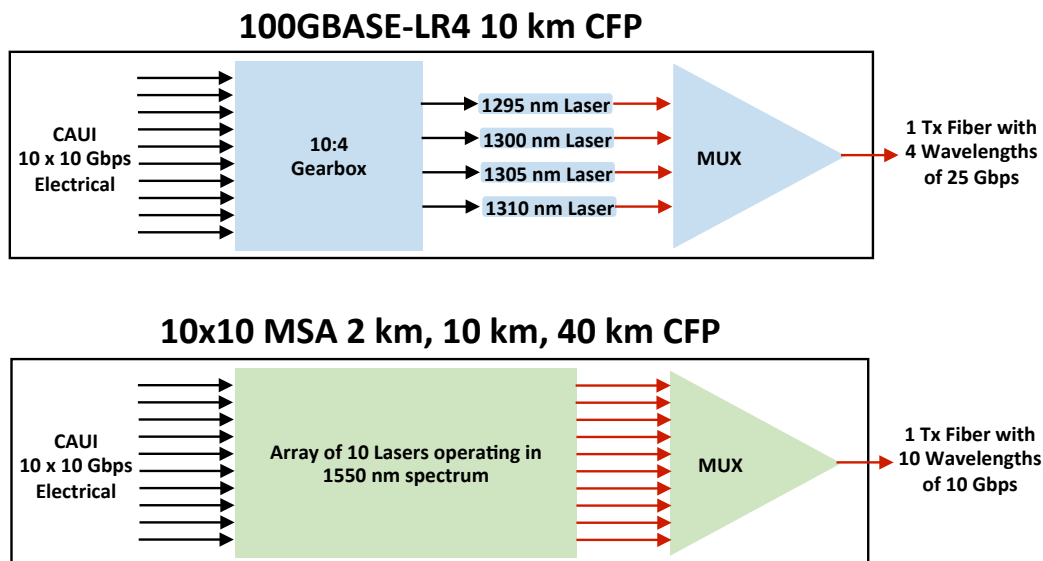 100GBASE-LR4 10 km CFP
CAUI
10 x 10 Gbps
Electrical
10:4
Gearbox
1295 nm Laser
1300 nm Laser
1305 nm Laser
1310 nm Laser
MUX
1 Tx Fiber with
4 Wavelengths
of 25 Gbps
10x10 MSA 2 km, 10 km, 40 km CFP
CAUI
10 x 10 Gbps
Electrical
Array of 10 Lasers operating in
1550 nm spectrum
MUX
1 Tx Fiber with
10 Wavelengths
of 10 Gbps